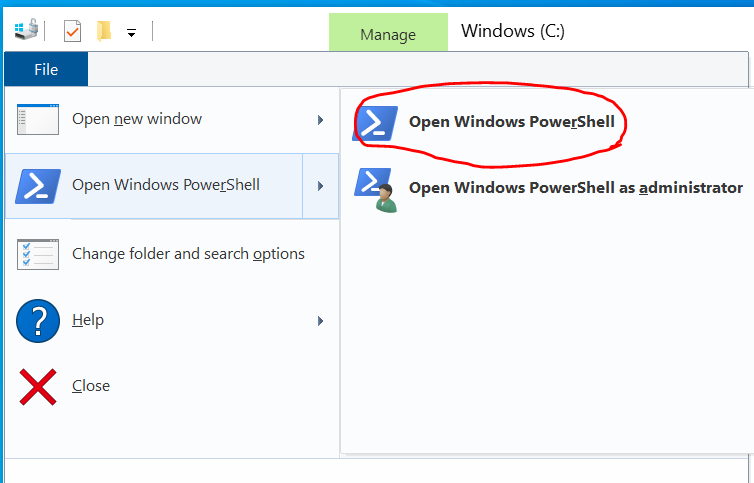 Manage
Windows (C:)
File
Open new window
Open Windows PowerShell
Change folder and search options
Help
Close
Open Windows PowerShell
Open Windows PowerShell as administrator